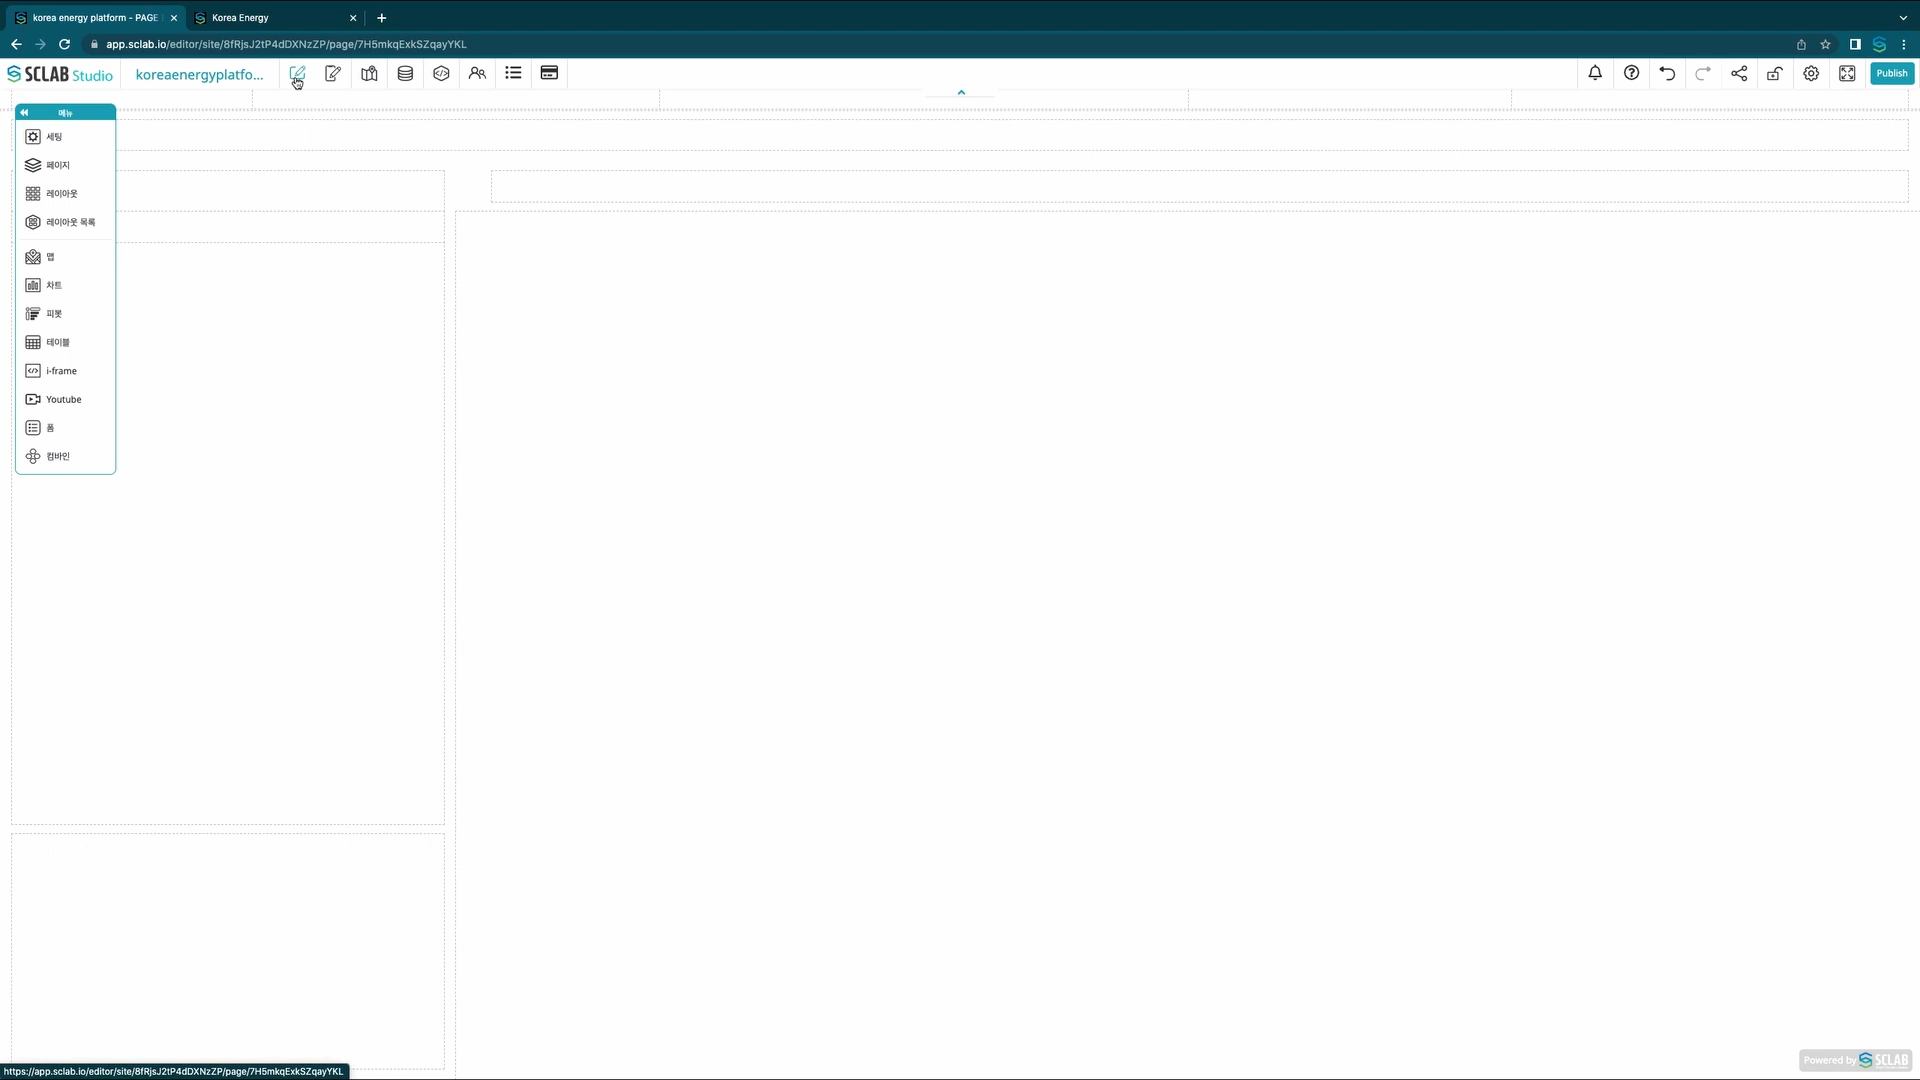 korea energy platform - PAGE
Korea Energy
app.sclab.io/editor/site/8fRjsJ2tP4dDXNzZP/page/7H5mkqExkSZqayYKL
SCLAB Studio
koreaenergyplatfo...
Publish
메뉴
세팅
페이지
레이아웃
레이아웃 목록
맵
차트
피봇
테이블
i-frame
Youtube
폼
컴바인
Powered by SCLAB
https://app.sclab.io/editor/site/8fRjsJ2tP4dDXNzZP/page/7H5mkqExkSZqayYKL